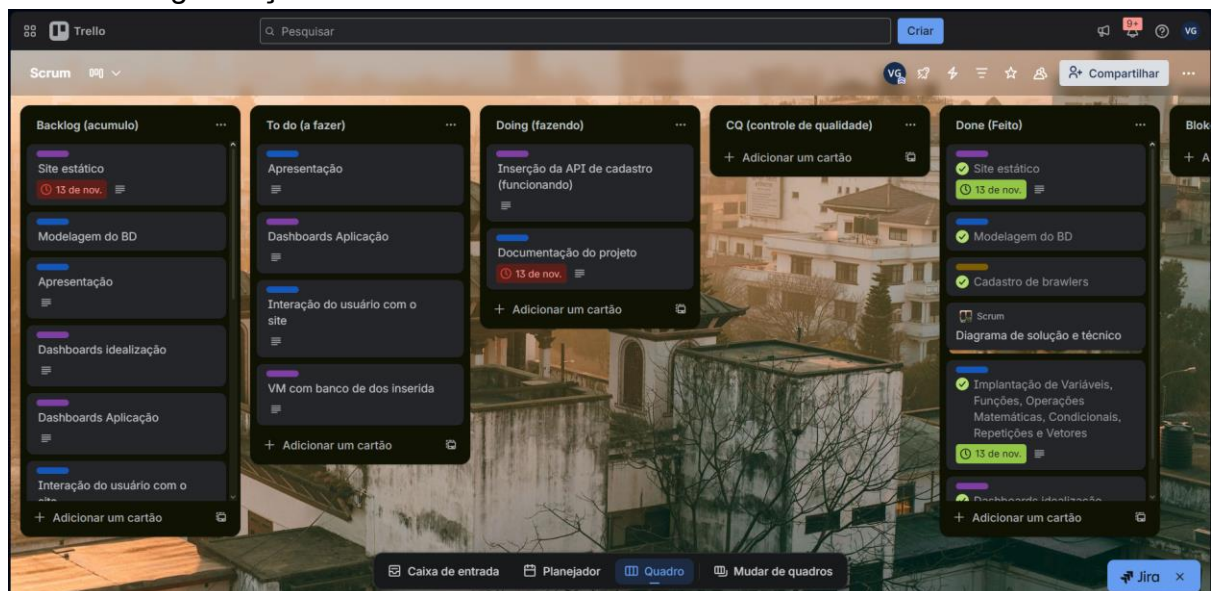 Trello
Pesquisar
Criar
9+
VG
Scrum
VG
Compartilhar
Backlog (acumulo)
Site estático
13 de nov.
Modelagem do BD
Apresentação
Dashboards idealização
Dashboards Aplicação
Interação do usuário com o
site
+ Adicionar um cartão
To do (a fazer)
Apresentação
Dashboards Aplicação
Interação do usuário com o
site
VM com banco de dos inserida
+ Adicionar um cartão
Doing (fazendo)
Inserção da API de cadastro
(funcionando)
Documentação do projeto
13 de nov.
+ Adicionar um cartão
CQ (controle de qualidade)
+ Adicionar um cartão
Done (Feito)
Site estático
13 de nov.
Modelagem do BD
Cadastro de brawlers
Scrum
Diagrama de solução e técnico
Implantação de Variáveis,
Funções, Operações
Matemáticas, Condicionais,
Repetições e Vetores
13 de nov.
Dashboards idealização
+ Adicionar um cartão
Blok
+ A
Caixa de entrada
Planejador
Quadro
Mudar de quadros
Jira